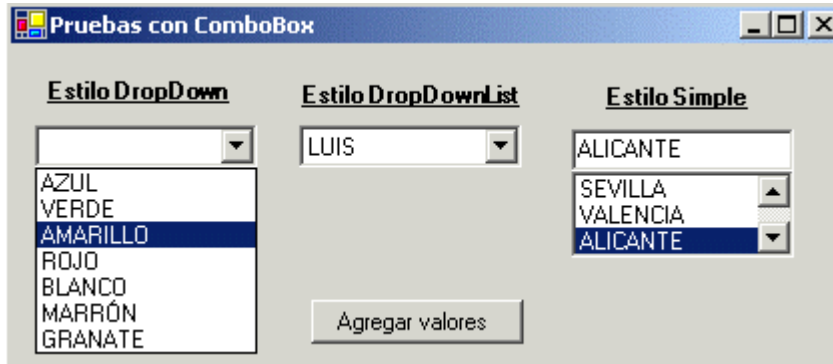 Pruebas con ComboBox
Estilo DropDown
AZUL
VERDE
AMARILLO
ROJO
BLANCO
MARRÓN
GRANATE
Estilo DropDownList
LUIS
Agregar valores
Estilo Simple
ALICANTE
SEVILLA
VALENCIA
ALICANTE